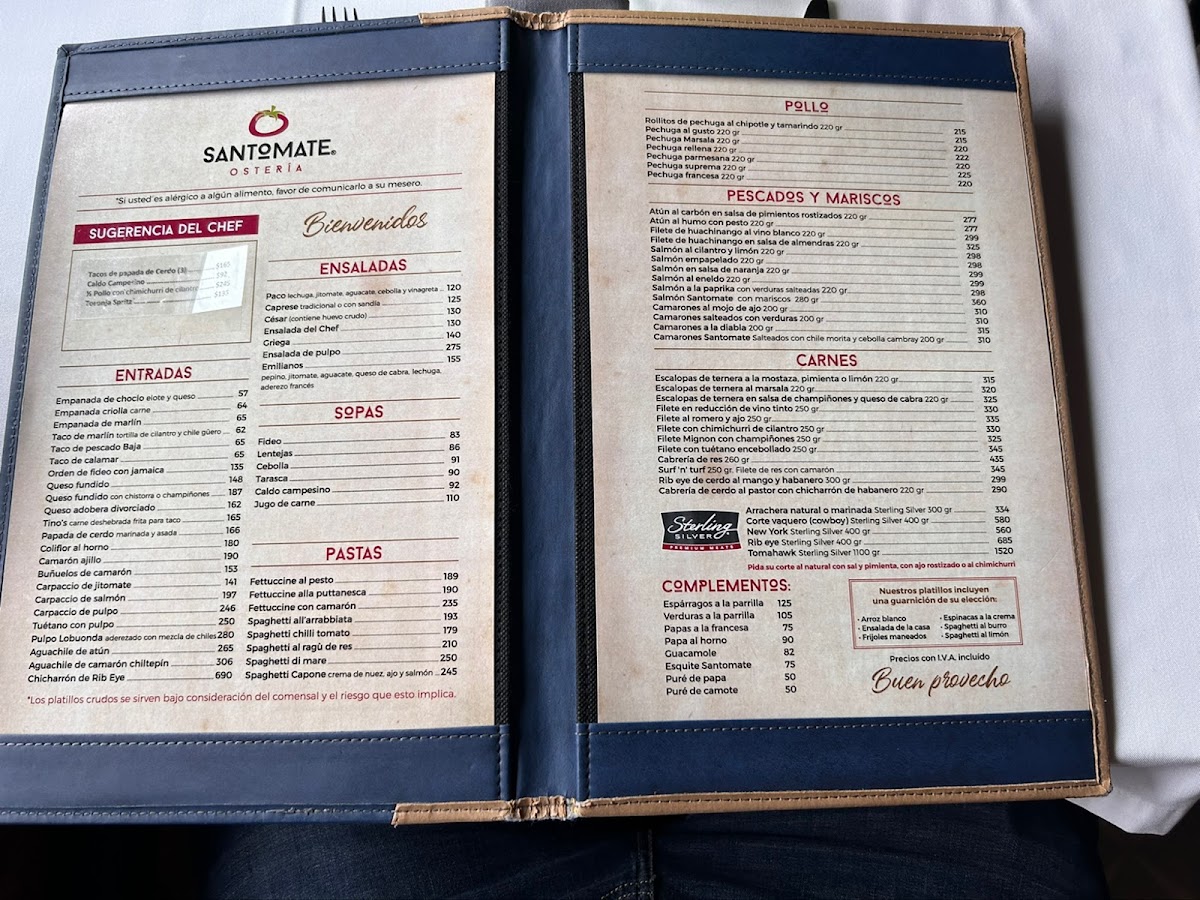 SANTOMATE®
OSTERÍA
*Si usted es alérgico a algún alimento, favor de comunicarlo a su mesero.
SUGERENCIA DEL CHEF
Tacos de papada de Cerdo (3) $165
Caldo Campesino $92
½ Pollo con chimichurri de cilantro $245
Toronja Spritz $135
Bienvenidos
ENSALADAS
Paco lechuga, jitomate, aguacate, cebolla y vinagreta 120
Caprese tradicional o con sandía 125
César (contiene huevo crudo) 130
Ensalada del Chef 130
Griega 140
Ensalada de pulpo 275
Emilianos 155
pepino, jitomate, aguacate, queso de cabra, lechuga,
aderezo francés
ENTRADAS
Empanada de choclo elote y queso 57
Empanada criolla carne 64
Empanada de marlín 65
Taco de marlín tortilla de cilantro y chile güero 62
Taco de pescado Baja 65
Taco de calamar 65
Orden de fideo con jamaica 135
Queso fundido 148
Queso fundido con chistorra o champiñones 187
Queso adobera divorciado 162
Tino's carne deshebrada frita para taco 165
Papada de cerdo marinada y asada 166
Coliflor al horno 180
Camarón ajillo 190
Buñuelos de camarón 153
Carpaccio de jitomate 141
Carpaccio de salmón 197
Carpaccio de pulpo 246
Tuétano con pulpo 250
Pulpo Lobuonda aderezado con mezcla de chiles 280
Aguachile de atún 265
Aguachile de camarón chiltepín 306
Chicharrón de Rib Eye 690
SOPAS
Fideo 83
Lentejas 86
Cebolla 91
Tarasca 90
Caldo campesino 92
Jugo de carne 110
PASTAS
Fettuccine al pesto 189
Fettuccine alla puttanesca 190
Fettuccine con camarón 235
Spaghetti all'arrabbiata 193
Spaghetti chilli tomato 179
Spaghetti al ragù de res 210
Spaghetti di mare 250
Spaghetti Capone crema de nuez, ajo y salmón 245
*Los platillos crudos se sirven bajo consideración del comensal y el riesgo que esto implica.
POLLO
Rollitos de pechuga al chipotle y tamarindo 220 gr 215
Pechuga al gusto 220 gr 215
Pechuga Marsala 220 gr 220
Pechuga rellena 220 gr 222
Pechuga parmesana 220 gr 220
Pechuga suprema 220 gr 225
Pechuga francesa 220 gr 220
PESCADOS Y MARISCOS
Atún al carbón en salsa de pimientos rostizados 220 gr 277
Atún al humo con pesto 220 gr 277
Filete de huachinango al vino blanco 220 gr 299
Filete de huachinango en salsa de almendras 220 gr 325
Salmón al cilantro y limón 220 gr 298
Salmón empapelado 220 gr 298
Salmón en salsa de naranja 220 gr 299
Salmón al eneldo 220 gr 299
Salmón a la paprika con verduras salteadas 220 gr 298
Salmón Santomate con mariscos 280 gr 360
Camarones al mojo de ajo 200 gr 310
Camarones salteados con verduras 200 gr 310
Camarones a la diabla 200 gr 315
Camarones Santomate Salteados con chile morita y cebolla cambray 200 gr 310
CARNES
Escalopas de ternera a la mostaza, pimienta o limón 220 gr 315
Escalopas de ternera al marsala 220 gr 320
Escalopas de ternera en salsa de champiñones y queso de cabra 220 gr 325
Filete en reducción de vino tinto 250 gr 330
Filete al romero y ajo 250 gr 335
Filete con chimichurri de cilantro 250 gr 330
Filete Mignon con champiñones 250 gr 325
Filete con tuétano encebollado 250 gr 345
Cabrería de res 260 gr 435
Surf 'n' turf 250 gr. Filete de res con camarón 345
Rib eye de cerdo al mango y habanero 300 gr 299
Cabrería de cerdo al pastor con chicharrón de habanero 220 gr 290
Sterling
SILVER
PREMIUM MEATS
Arrachera natural o marinada Sterling Silver 300 gr 334
Corte vaquero (cowboy) Sterling Silver 400 gr 580
New York Sterling Silver 400 gr 560
Rib eye Sterling Silver 400 gr 685
Tomahawk Sterling Silver 1100 gr 1520
Pida su corte al natural con sal y pimienta, con ajo rostizado o al chimichurri
COMPLEMENTOS:
Espárragos a la parrilla 125
Verduras a la parrilla 105
Papas a la francesa 75
Papa al horno 90
Guacamole 82
Esquite Santomate 75
Puré de papa 50
Puré de camote 50
Nuestros platillos incluyen
una guarnición de su elección:
• Arroz blanco
• Ensalada de la casa
• Frijoles maneados
• Espinacas a la crema
• Spaghetti al burro
• Spaghetti al limón
Precios con I.V.A. incluido
Buen provecho